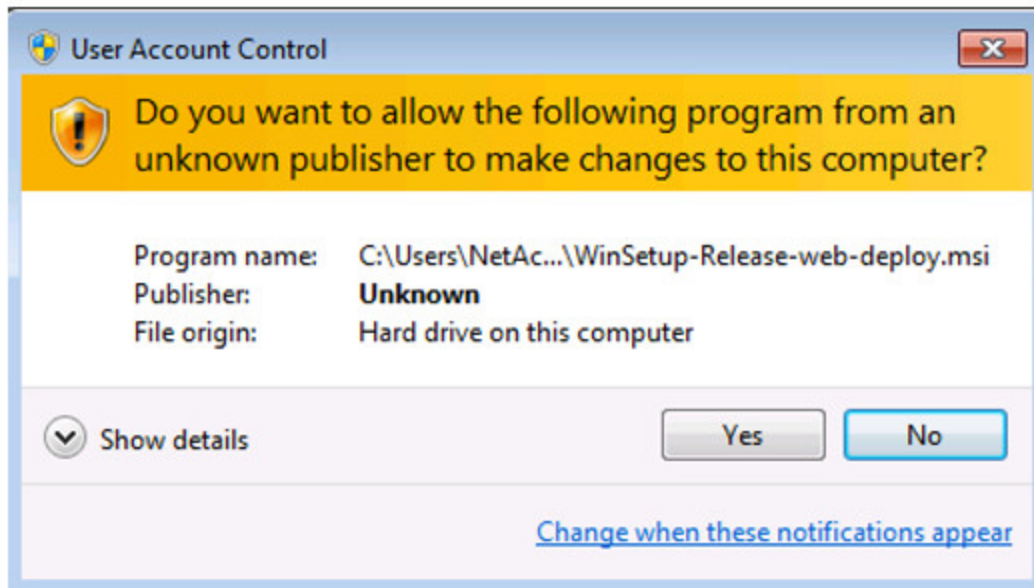 User Account Control
Do you want to allow the following program from an
unknown publisher to make changes to this computer?
Program name: C:\Users\NetAc...\WinSetup-Release-web-deploy.msi
Publisher: Unknown
File origin: Hard drive on this computer
Show details Yes No
Change when these notifications appear